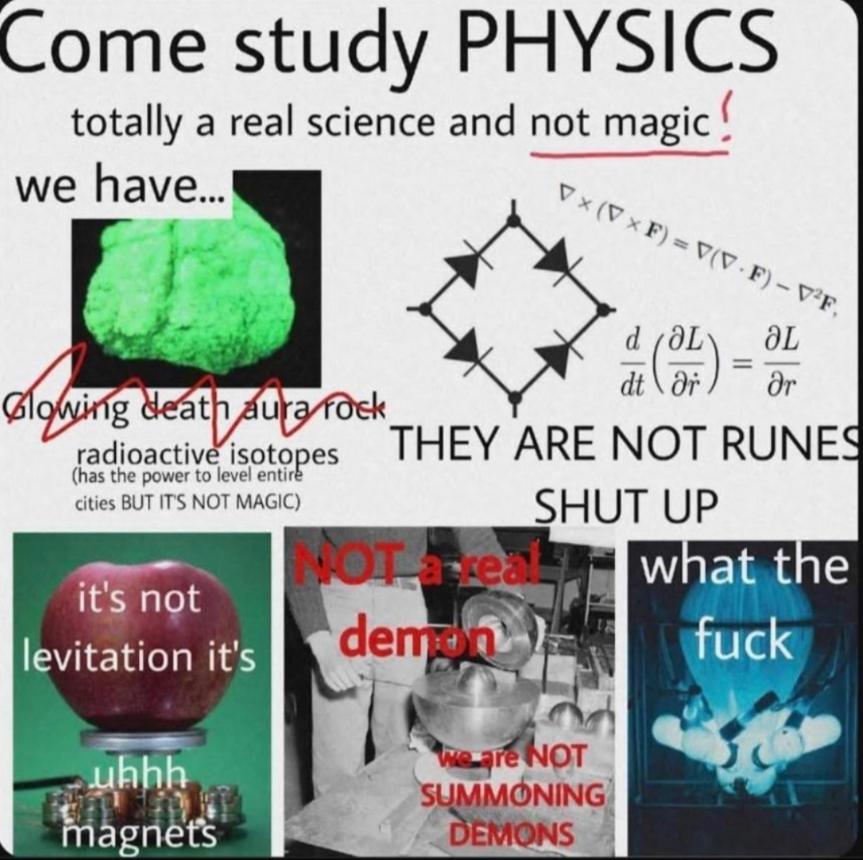 Come study PHYSICS
totally a real science and not magic!
we have...
∇ × (∇ × F) = ∇(∇ · F) − ∇²F,
d/dt (∂L/∂ṙ) = ∂L/∂r
Glowing death aura rock
radioactive isotopes
(has the power to level entire
cities BUT IT'S NOT MAGIC)
THEY ARE NOT RUNES
SHUT UP
it's not
levitation it's
uhhh
magnets
NOT a real
demon
we are NOT
SUMMONING
DEMONS
what the
fuck